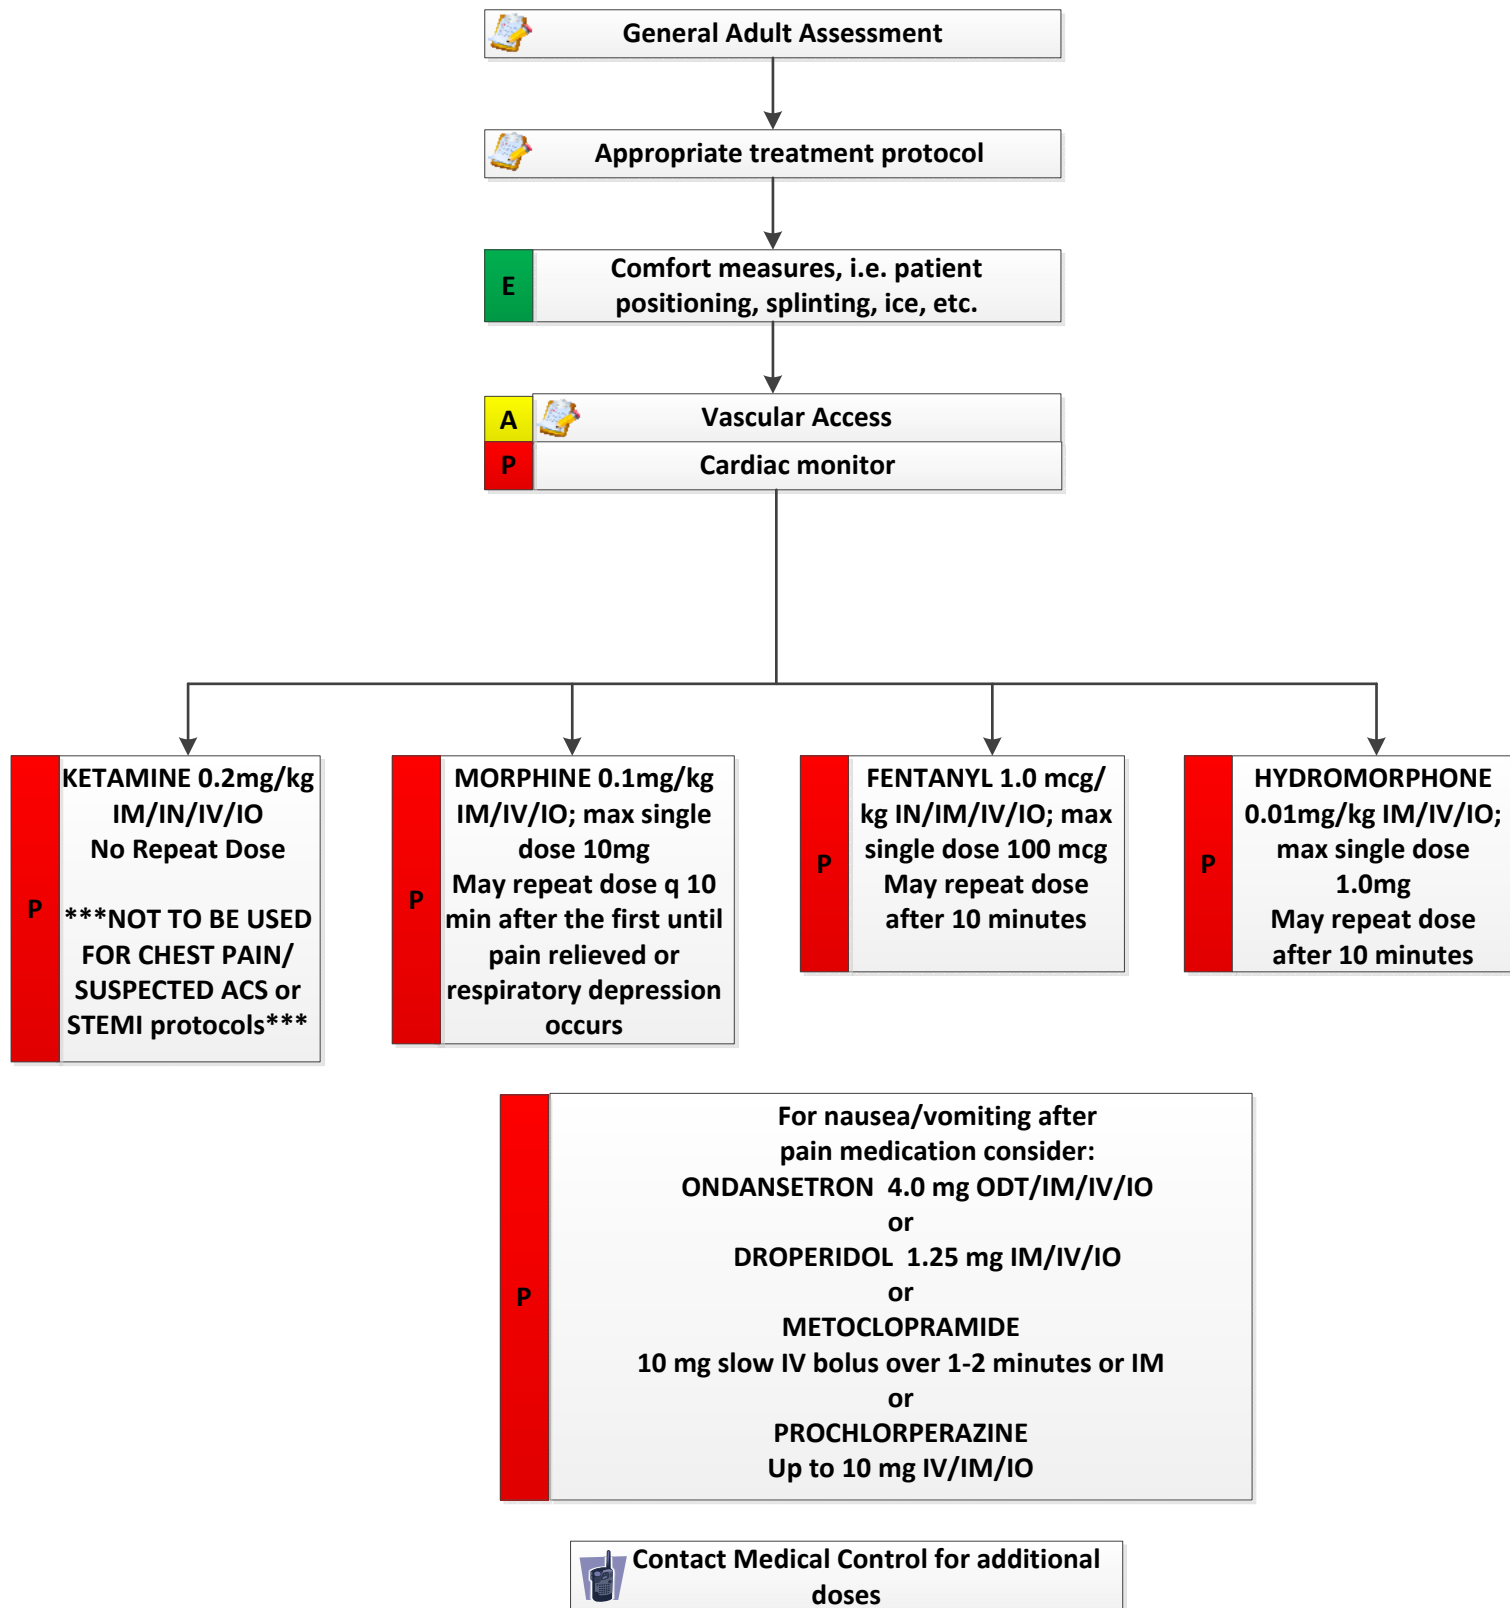 General Adult Assessment
Appropriate treatment protocol
E
Comfort measures, i.e. patient
positioning, splinting, ice, etc.
A
Vascular Access
P
Cardiac monitor
P
KETAMINE 0.2mg/kg
IM/IN/IV/IO
No Repeat Dose
***NOT TO BE USED
FOR CHEST PAIN/
SUSPECTED ACS or
STEMI protocols***
P
MORPHINE 0.1mg/kg
IM/IV/IO; max single
dose 10mg
May repeat dose q 10
min after the first until
pain relieved or
respiratory depression
occurs
P
FENTANYL 1.0 mcg/
kg IN/IM/IV/IO; max
single dose 100 mcg
May repeat dose
after 10 minutes
P
HYDROMORPHONE
0.01mg/kg IM/IV/IO;
max single dose
1.0mg
May repeat dose
after 10 minutes
P
For nausea/vomiting after
pain medication consider:
ONDANSETRON 4.0 mg ODT/IM/IV/IO
or
DROPERIDOL 1.25 mg IM/IV/IO
or
METOCLOPRAMIDE
10 mg slow IV bolus over 1-2 minutes or IM
or
PROCHLORPERAZINE
Up to 10 mg IV/IM/IO
Contact Medical Control for additional
doses